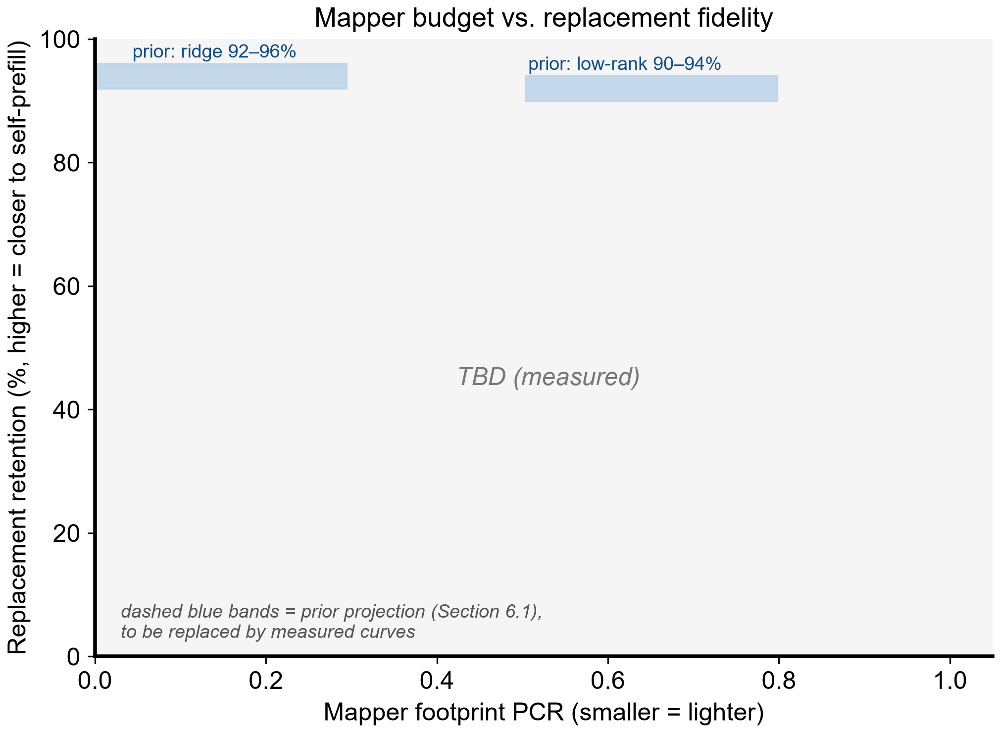 Mapper budget vs. replacement fidelity
Replacement retention (%, higher = closer to self-prefill)
100
80
60
40
20
0
prior: ridge 92–96%
prior: low-rank 90–94%
TBD (measured)
dashed blue bands = prior projection (Section 6.1),
to be replaced by measured curves
0.0 0.2 0.4 0.6 0.8 1.0
Mapper footprint PCR (smaller = lighter)